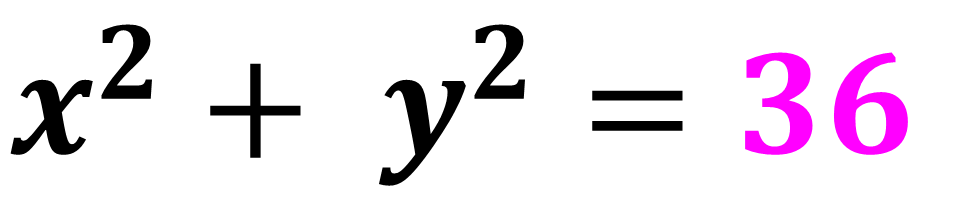 x² + y² = 36